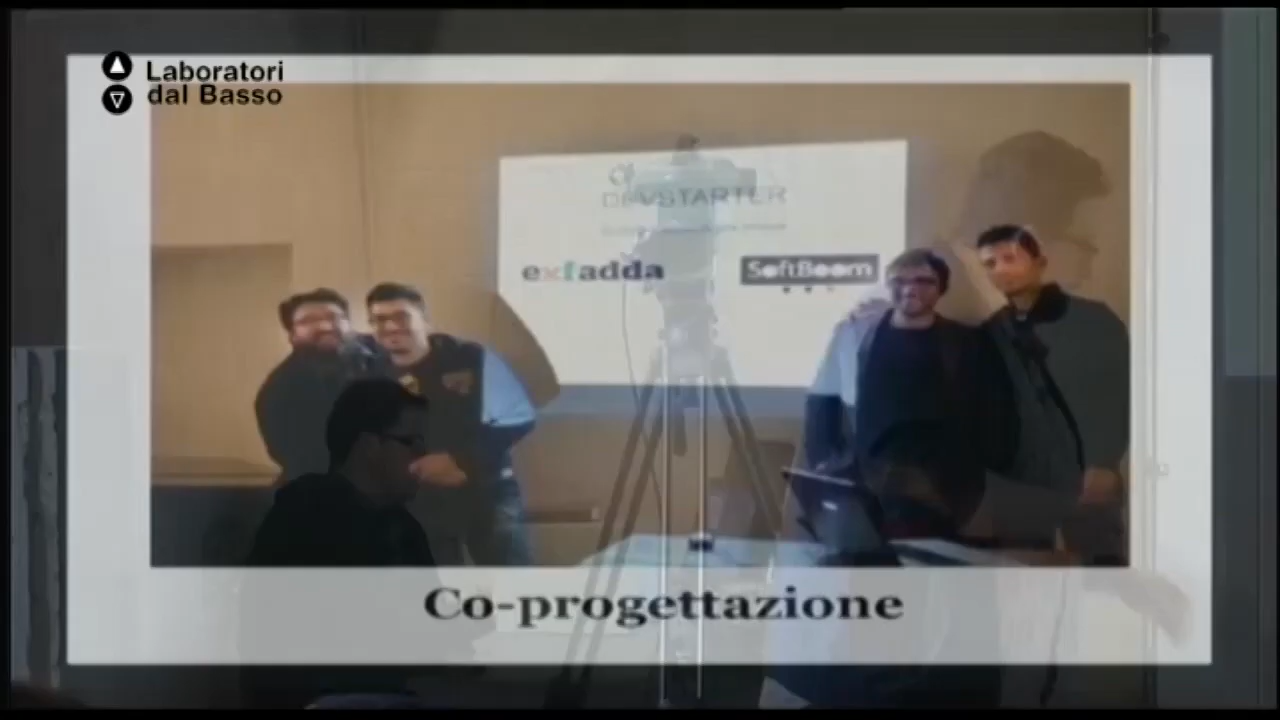 Laboratori
dal Basso
DEVSTARTER
exfadda
SoftBoom
Co-progettazione